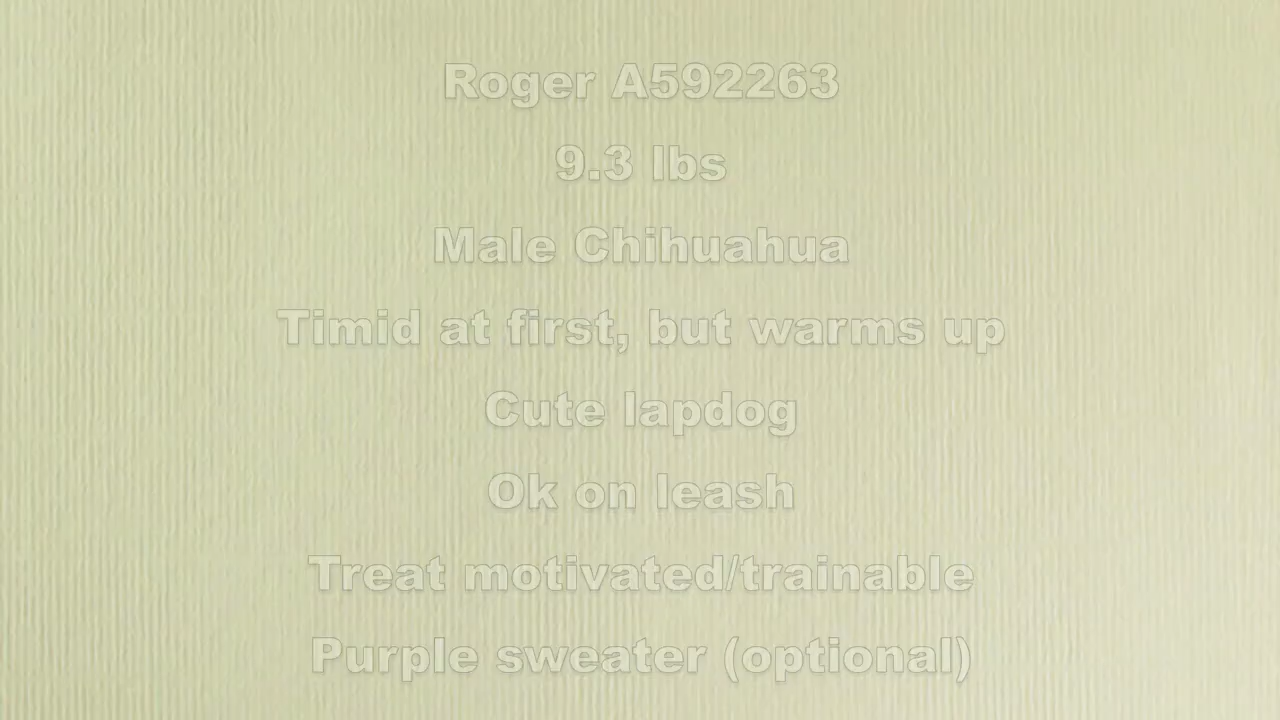 Roger A592263
9.3 lbs
Male Chihuahua
Timid at first, but warms up
Cute lapdog
Ok on leash
Treat motivated/trainable
Purple sweater (optional)